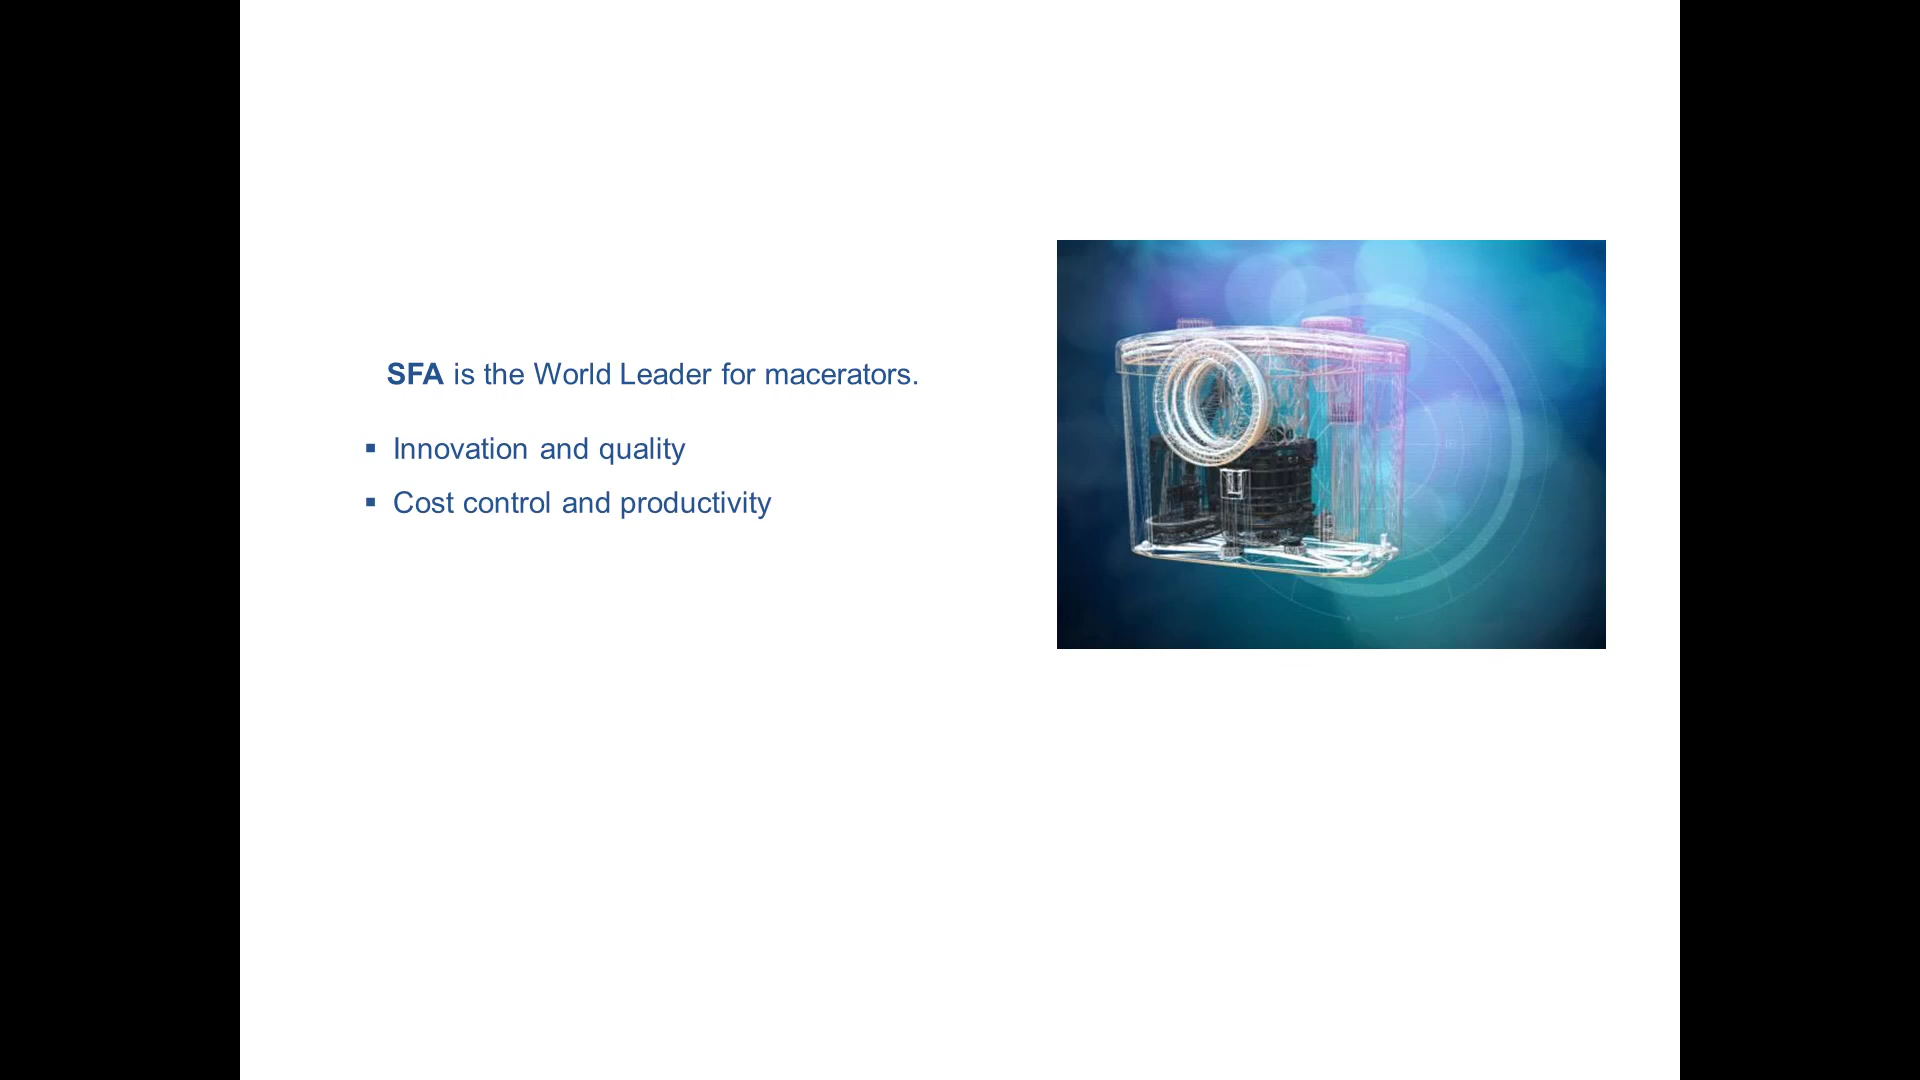 SFA is the World Leader for macerators.
▪ Innovation and quality
▪ Cost control and productivity